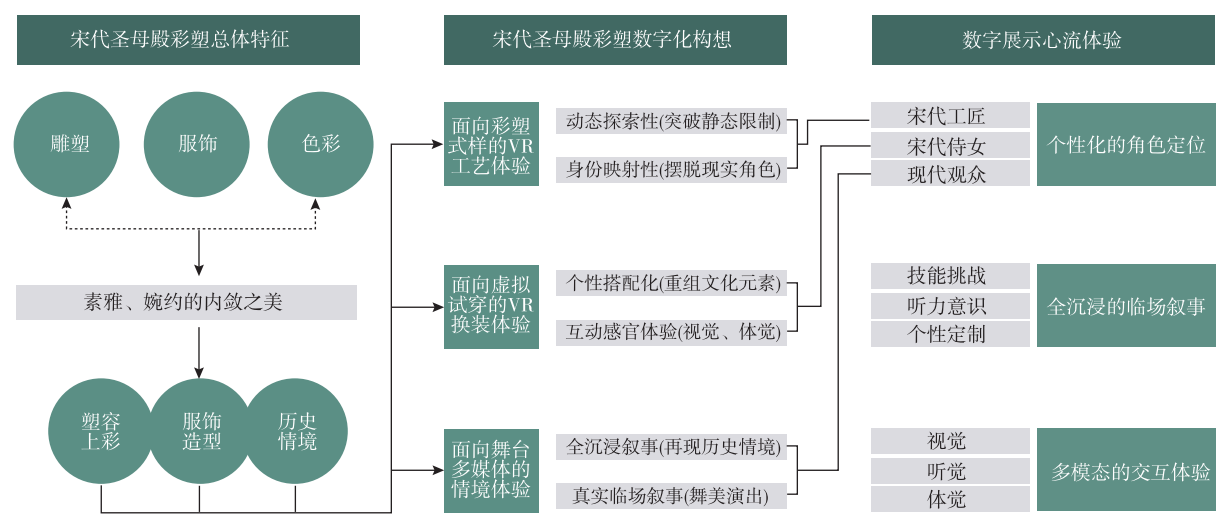 宋代圣母殿彩塑总体特征
雕塑
服饰
色彩
素雅、婉约的内敛之美
塑容
上彩
服饰
造型
历史
情境
宋代圣母殿彩塑数字化构想
面向彩塑
式样的VR
工艺体验
动态探索性(突破静态限制)
身份映射性(摆脱现实角色)
面向虚拟
试穿的VR
换装体验
个性搭配化(重组文化元素)
互动感官体验(视觉、体觉)
面向舞台
多媒体的
情境体验
全沉浸叙事(再现历史情境)
真实临场叙事(舞美演出)
数字展示心流体验
宋代工匠
宋代侍女
现代观众
个性化的角色定位
技能挑战
听力意识
个性定制
全沉浸的临场叙事
视觉
听觉
体觉
多模态的交互体验